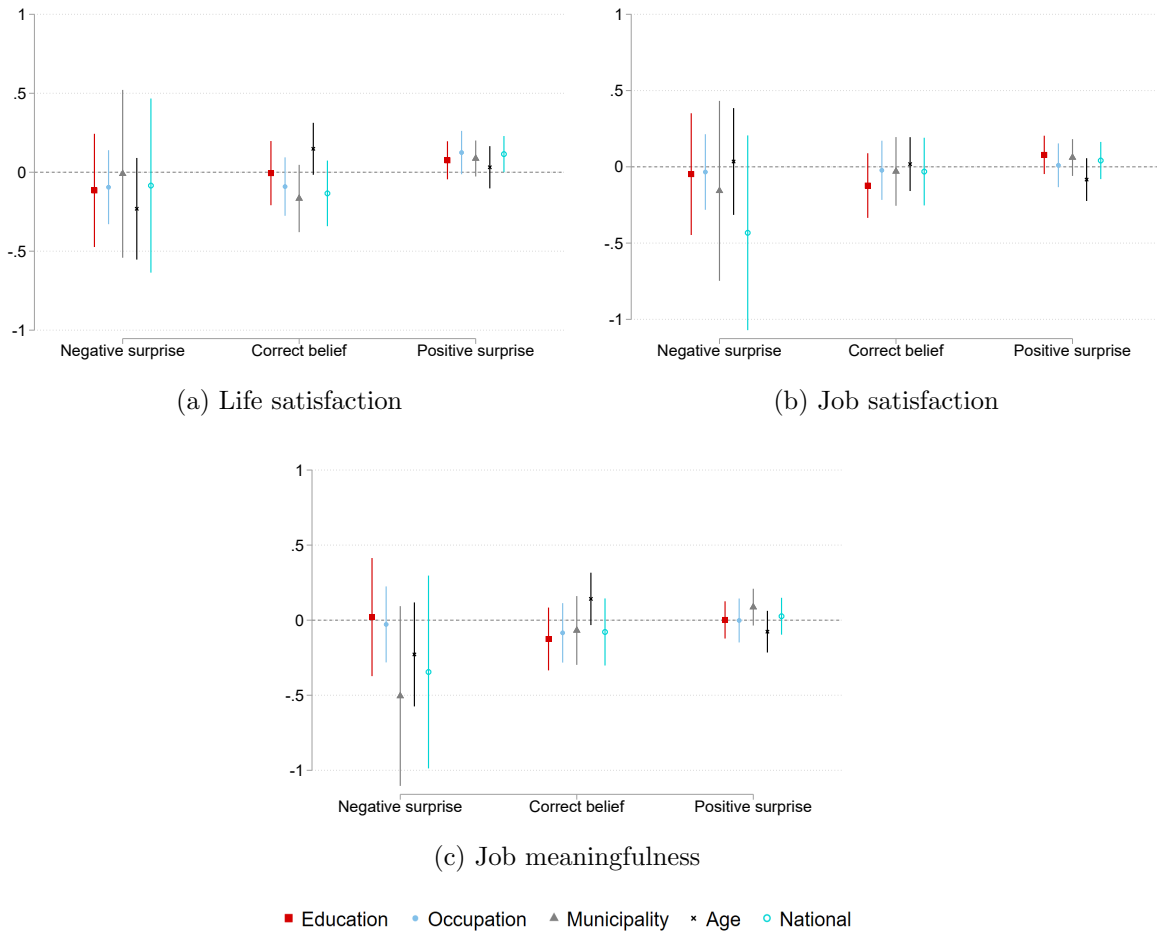 1
.5
0
-.5
-1
Negative surprise Correct belief Positive surprise
(a) Life satisfaction
1
.5
0
-.5
-1
Negative surprise Correct belief Positive surprise
(b) Job satisfaction
1
.5
0
-.5
-1
Negative surprise Correct belief Positive surprise
(c) Job meaningfulness
Education Occupation Municipality Age National